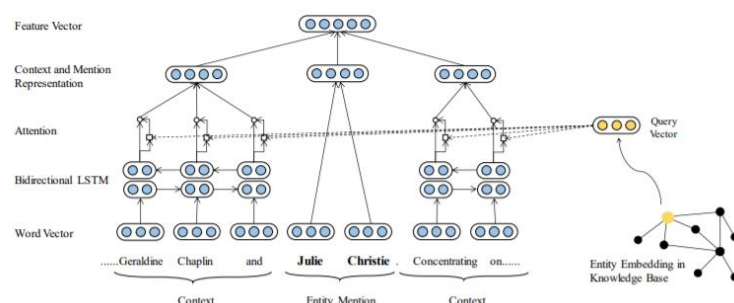 Feature Vector
Context and Mention
Representation
Attention
Query
Vector
Bidirectional LSTM
Word Vector
......Geraldine Chaplin and Julie Christie . Concentrating on......
Entity Embedding in
Knowledge Base
Context Entity Mention Context